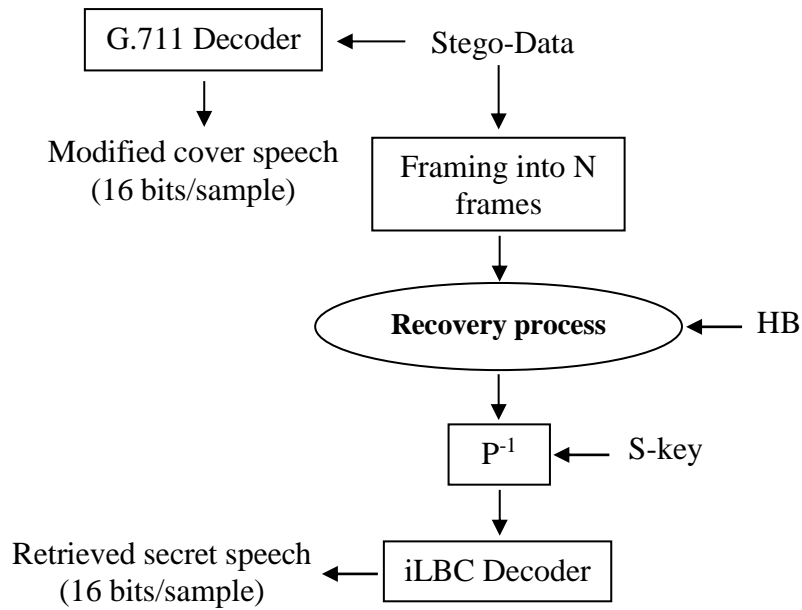 G.711 Decoder
Stego-Data
Modified cover speech
(16 bits/sample)
Framing into N
frames
Recovery process
HB
P-1
S-key
Retrieved secret speech
(16 bits/sample)
iLBC Decoder